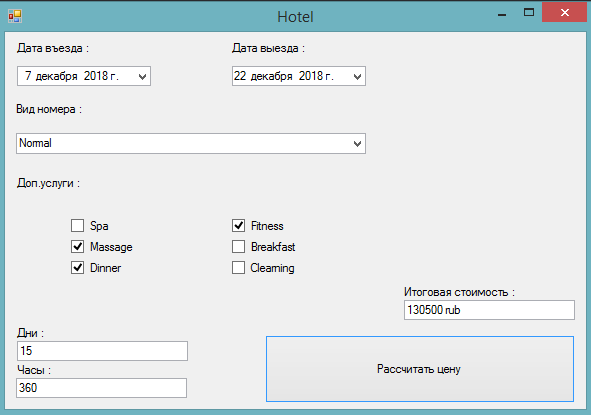 Hotel
Дата въезда :
Дата выезда :
7 декабря 2018 г.
22 декабря 2018 г.
Вид номера :
Normal
Доп.услуги :
Spa
Fitness
Massage
Breakfast
Dinner
Cleaming
Итоговая стоимость :
130500 rub
Дни :
15
Часы :
360
Рассчитать цену